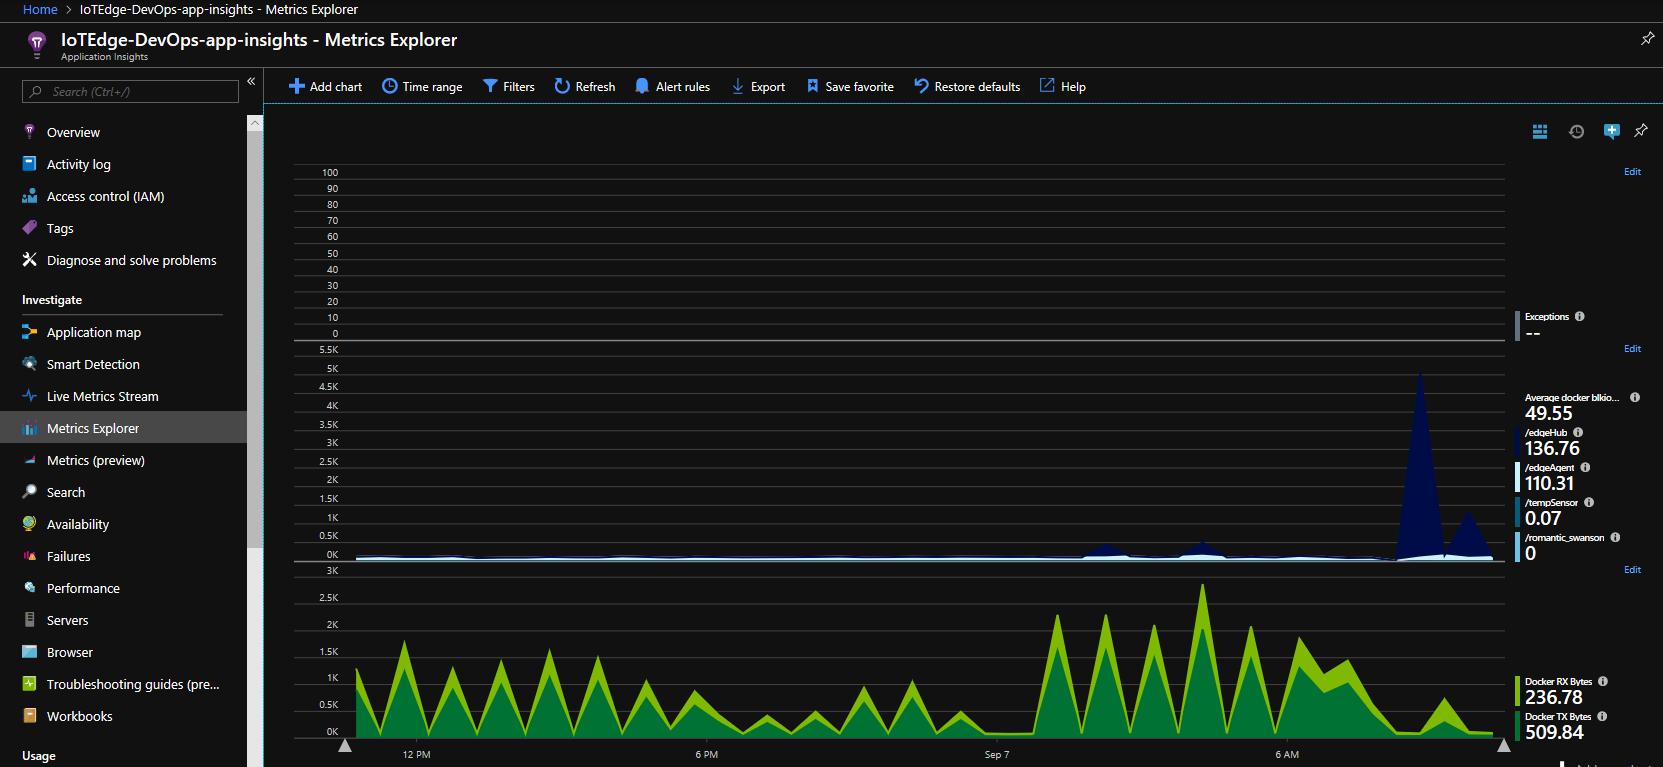 Home > IoTEdge-DevOps-app-insights - Metrics Explorer
IoTEdge-DevOps-app-insights - Metrics Explorer
Application Insights
Search (Ctrl+/)
«
Overview
Activity log
Access control (IAM)
Tags
Diagnose and solve problems
Investigate
Application map
Smart Detection
Live Metrics Stream
Metrics Explorer
Metrics (preview)
Search
Availability
Failures
Performance
Servers
Browser
Troubleshooting guides (pre...
Workbooks
Usage
Add chart Time range Filters Refresh Alert rules Export Save favorite Restore defaults Help
100
90
80
70
60
50
40
30
20
10
0
Edit
Exceptions
--
5.5K
5K
4.5K
4K
3.5K
3K
2.5K
2K
1.5K
1K
0.5K
0K
Edit
Average docker blkio...
49.55
/edgeHub
136.76
/edgeAgent
110.31
/tempSensor
0.07
/romantic_swanson
0
3K
2.5K
2K
1.5K
1K
0.5K
0K
Edit
Docker RX Bytes
236.78
Docker TX Bytes
509.84
12 PM 6 PM Sep 7 6 AM